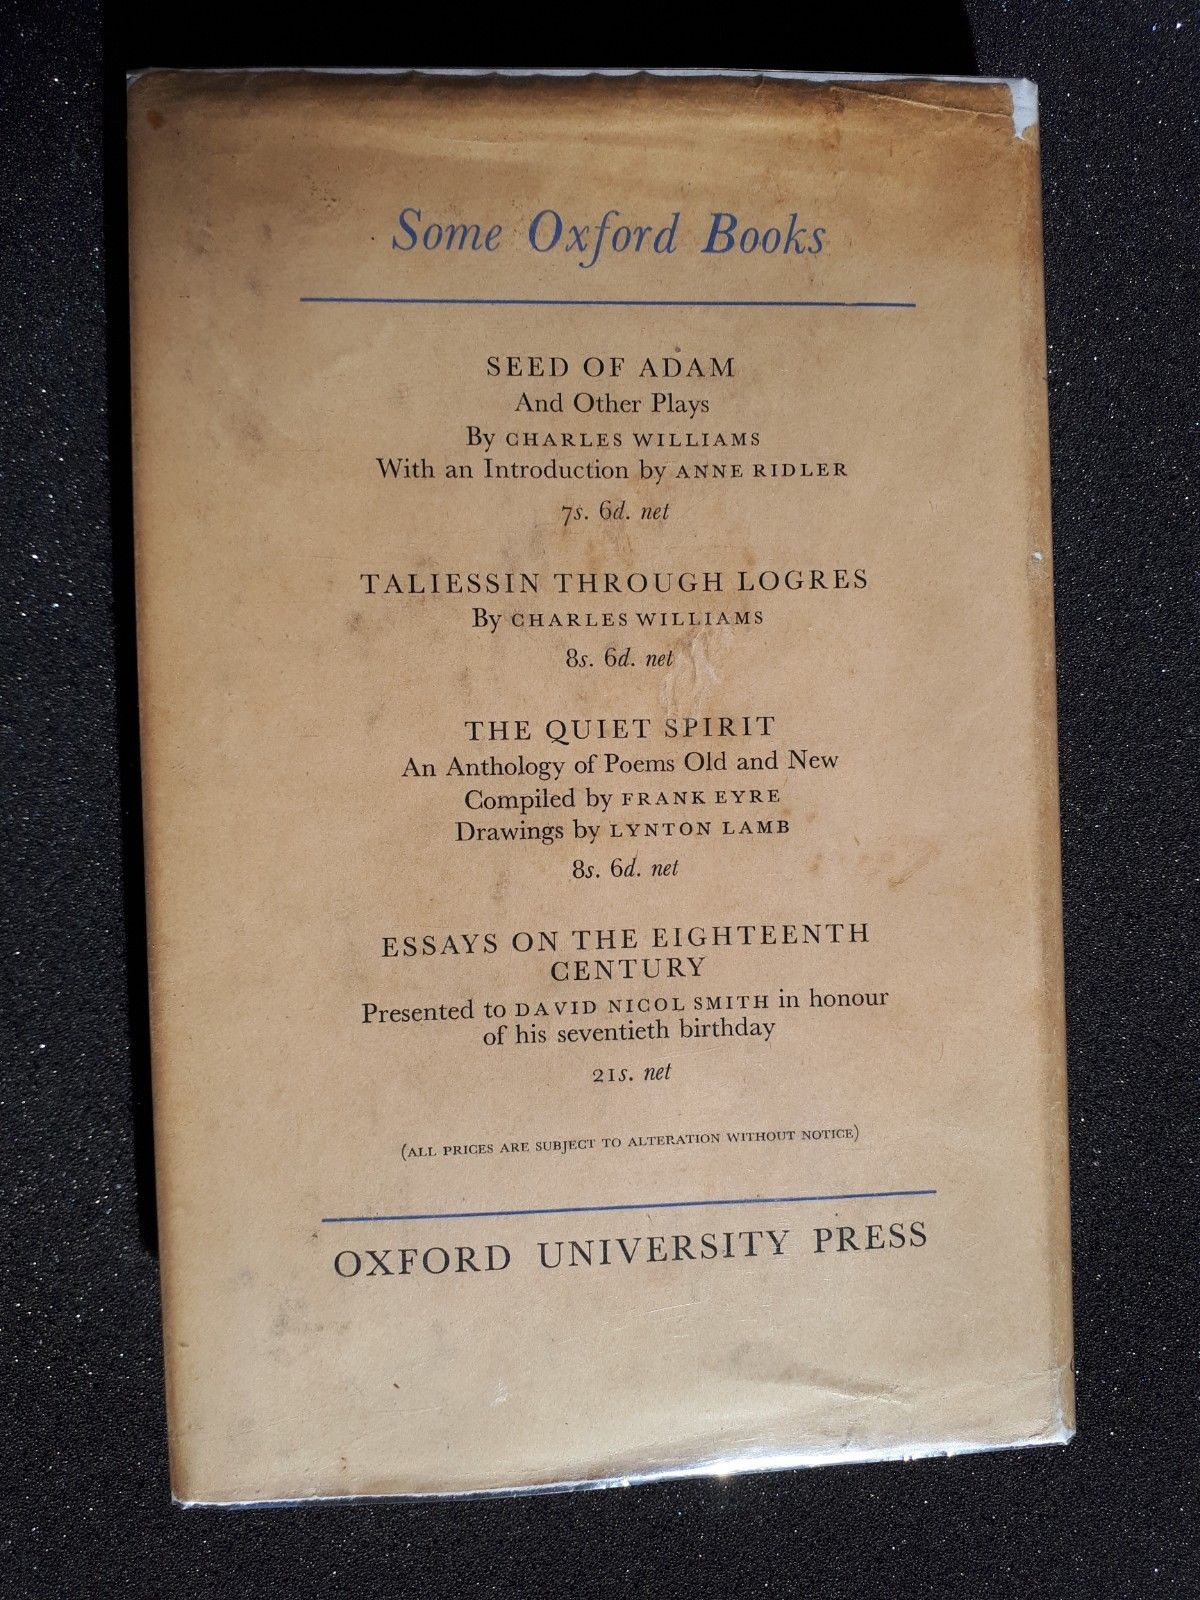 Some Oxford Books
SEED OF ADAM
And Other Plays
By CHARLES WILLIAMS
With an Introduction by ANNE RIDLER
7s. 6d. net
TALIESSIN THROUGH LOGRES
By CHARLES WILLIAMS
8s. 6d. net
THE QUIET SPIRIT
An Anthology of Poems Old and New
Compiled by FRANK EYRE
Drawings by LYNTON LAMB
8s. 6d. net
ESSAYS ON THE EIGHTEENTH
CENTURY
Presented to DAVID NICOL SMITH in honour
of his seventieth birthday
21s. net
(ALL PRICES ARE SUBJECT TO ALTERATION WITHOUT NOTICE)
OXFORD UNIVERSITY PRESS